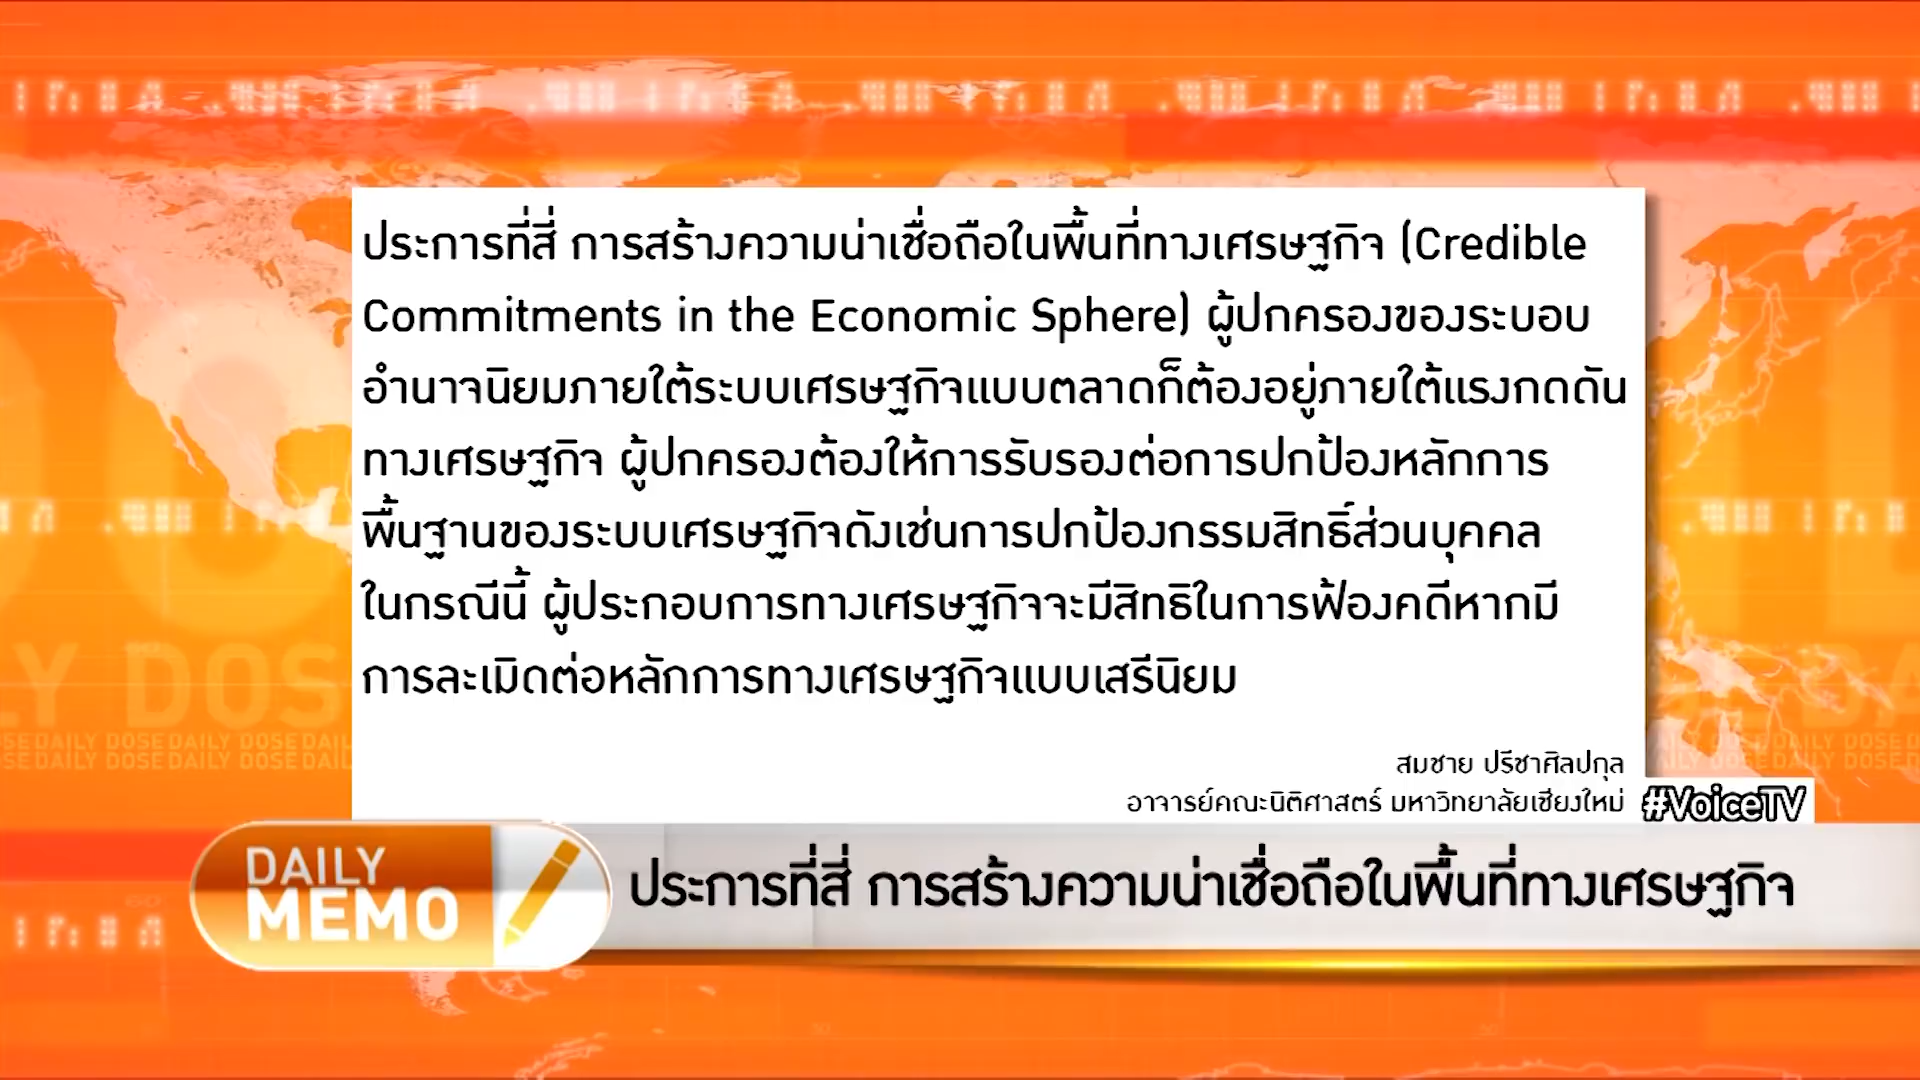 ประการที่สี่ การสร้างความน่าเชื่อถือในพื้นที่ทางเศรษฐกิจ (Credible
Commitments in the Economic Sphere) ผู้ปกครองของระบอบ
อำนาจนิยมภายใต้ระบบเศรษฐกิจแบบตลาดก็ต้องอยู่ภายใต้แรงกดดัน
ทางเศรษฐกิจ ผู้ปกครองต้องให้การรับรองต่อการปกป้องหลักการ
พื้นฐานของระบบเศรษฐกิจดังเช่นการปกป้องกรรมสิทธิ์ส่วนบุคคล
ในกรณีนี้ ผู้ประกอบการทางเศรษฐกิจจะมีสิทธิในการฟ้องคดีหากมี
การละเมิดต่อหลักการทางเศรษฐกิจแบบเสรีนิยม
สมชาย ปรีชาศิลปกุล
อาจารย์คณะนิติศาสตร์ มหาวิทยาลัยเชียงใหม่
#VoiceTV
DAILY
MEMO
ประการที่สี่ การสร้างความน่าเชื่อถือในพื้นที่ทางเศรษฐกิจ